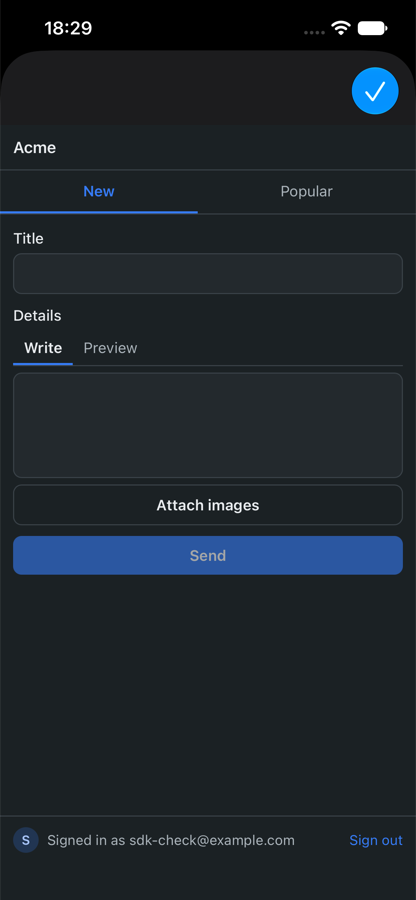 18:29
Acme
New Popular
Title
Details
Write Preview
Attach images
Send
S Signed in as sdk-check@example.com Sign out